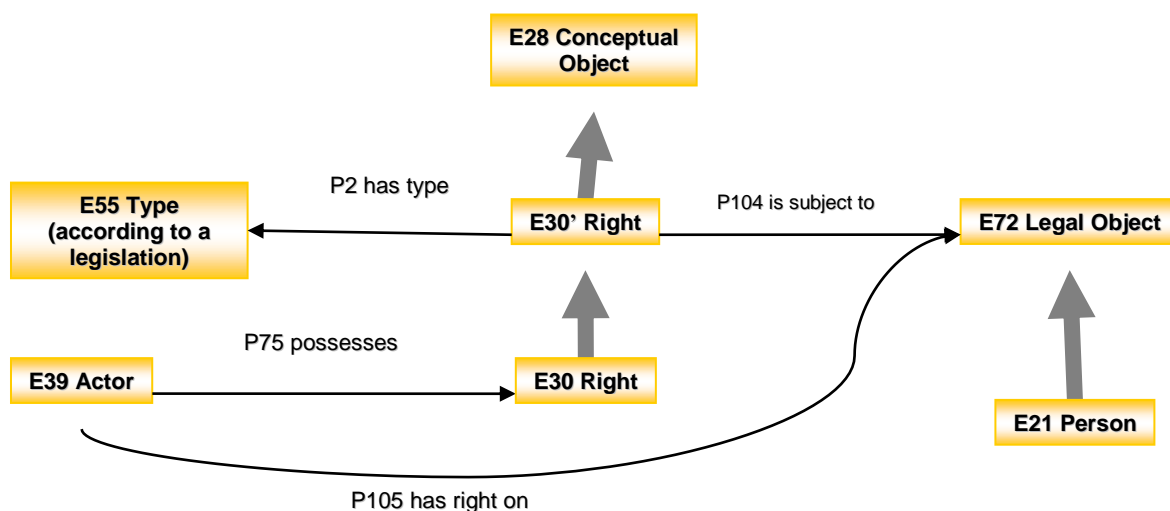 E28 Conceptual
Object
P2 has type
P104 is subject to
E55 Type
(according to a
legislation)
E30’ Right
E72 Legal Object
P75 possesses
E39 Actor
E30 Right
E21 Person
P105 has right on